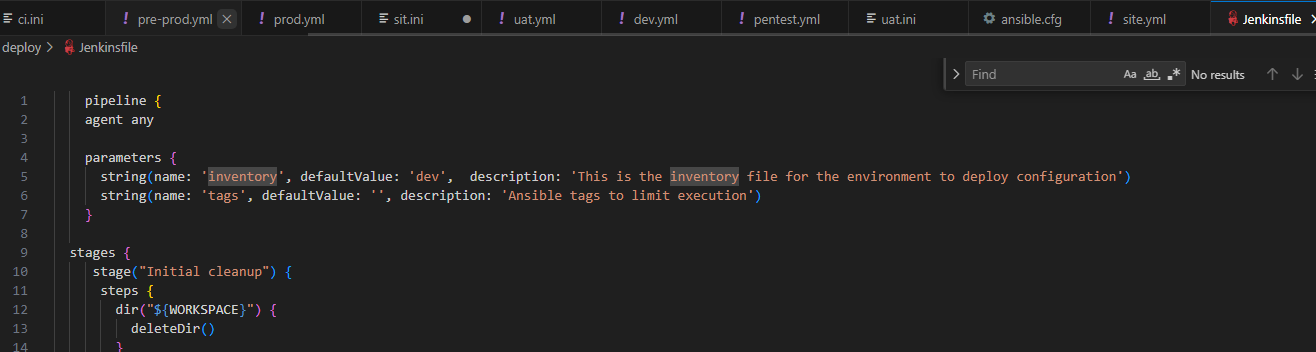 ci.ini ! pre-prod.yml × ! prod.yml sit.ini ● ! uat.yml ! dev.yml ! pentest.yml uat.ini ansible.cfg ! site.yml Jenkinsfile
deploy > Jenkinsfile
> Find Aa ab .* No results ↑ ↓
1 pipeline {
2 agent any
3
4 parameters {
5 string(name: 'inventory', defaultValue: 'dev',  description: 'This is the inventory file for the environment to deploy configuration')
6 string(name: 'tags', defaultValue: '', description: 'Ansible tags to limit execution')
7 }
8
9 stages {
10 stage("Initial cleanup") {
11 steps {
12 dir("${WORKSPACE}") {
13 deleteDir()
14 }